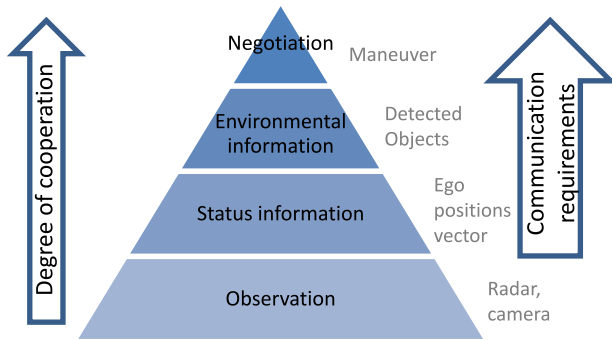 Degree of cooperation
Negotiation
Maneuver
Environmental
information
Detected
Objects
Status information
Ego
positions
vector
Observation
Radar,
camera
Communication
requirements